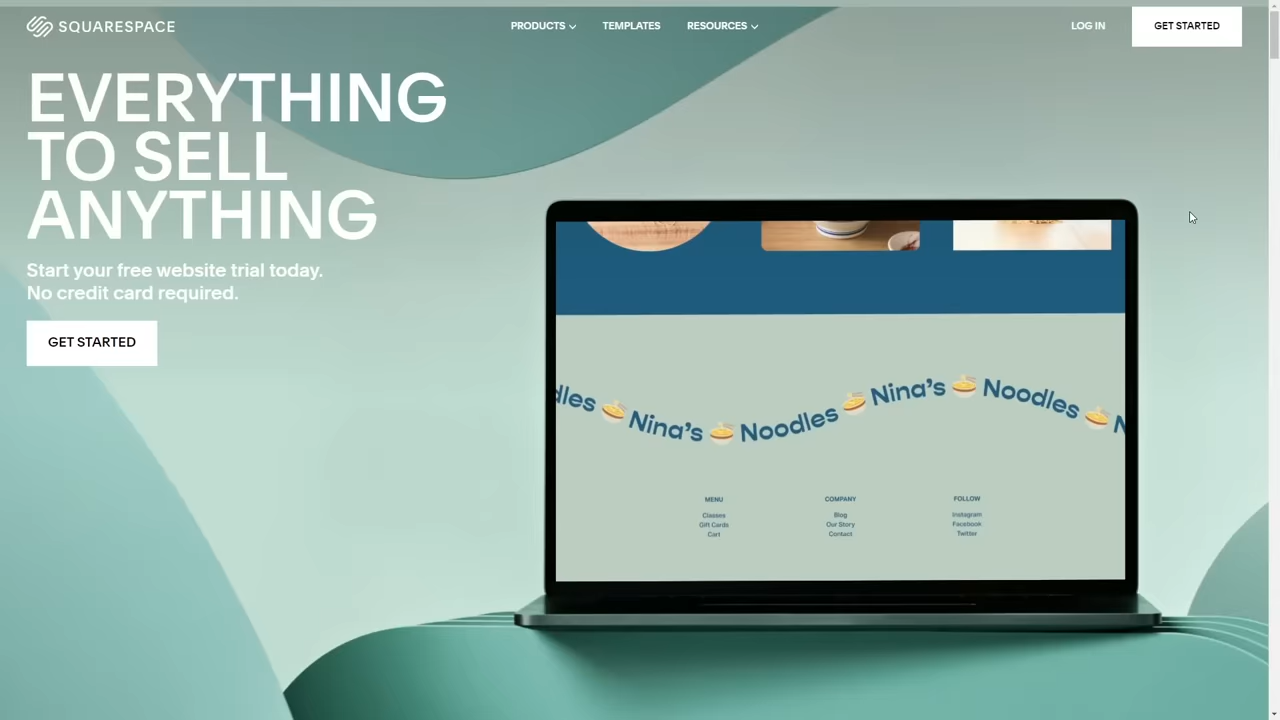 SQUARESPACE
PRODUCTS
TEMPLATES
RESOURCES
LOG IN
GET STARTED
EVERYTHING
TO SELL
ANYTHING
Start your free website trial today.
No credit card required.
GET STARTED
dles Nina's Noodles Nina's Noodles N
MENU
Classes
Gift Cards
Cart
COMPANY
Blog
Our Story
Contact
FOLLOW
Instagram
Facebook
Twitter